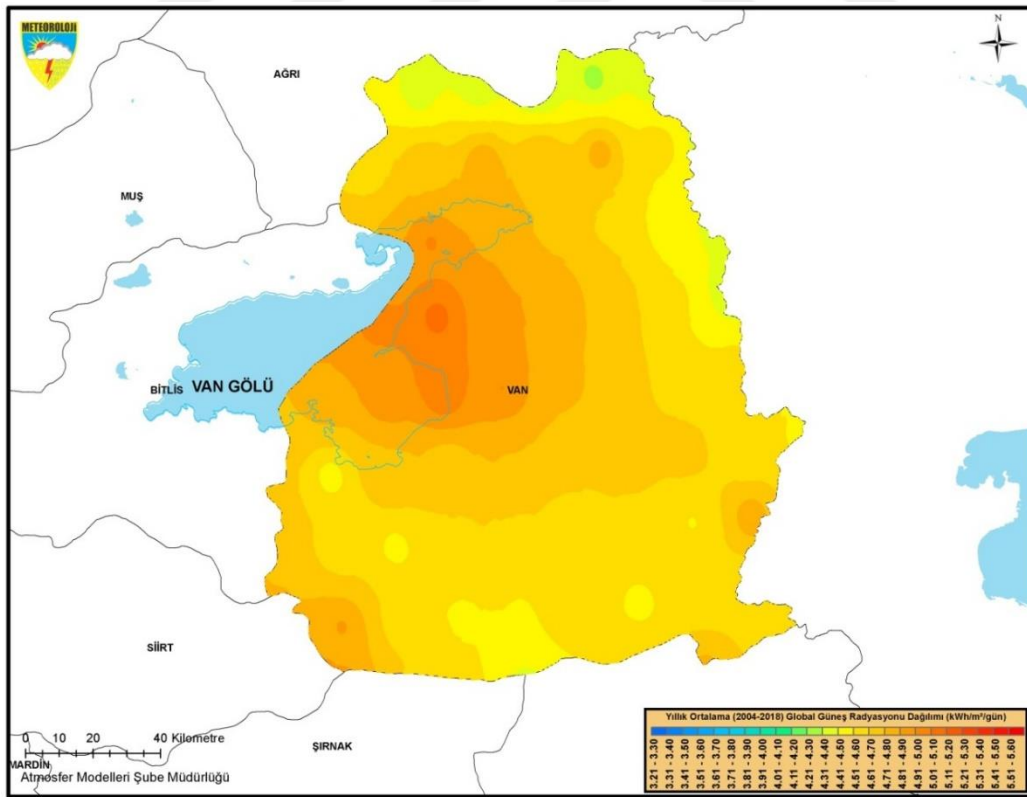 METEOROLOJİ
N
AĞRI
MUŞ
BİTLİS
VAN GÖLÜ
VAN
SİİRT
ŞIRNAK
MARDİN
0 10 20 40 Kilometre
Atmosfer Modelleri Şube Müdürlüğü
Yıllık Ortalama (2004-2018) Global Güneş Radyasyonu Dağılımı (kWh/m²/gün)
3.21 - 3.30
3.31 - 3.40
3.41 - 3.50
3.51 - 3.60
3.61 - 3.70
3.71 - 3.80
3.81 - 3.90
3.91 - 4.00
4.01 - 4.10
4.11 - 4.20
4.21 - 4.30
4.31 - 4.40
4.41 - 4.50
4.51 - 4.60
4.61 - 4.70
4.71 - 4.80
4.81 - 4.90
4.91 - 5.00
5.01 - 5.10
5.11 - 5.20
5.21 - 5.30
5.31 - 5.40
5.41 - 5.50
5.51 - 5.60